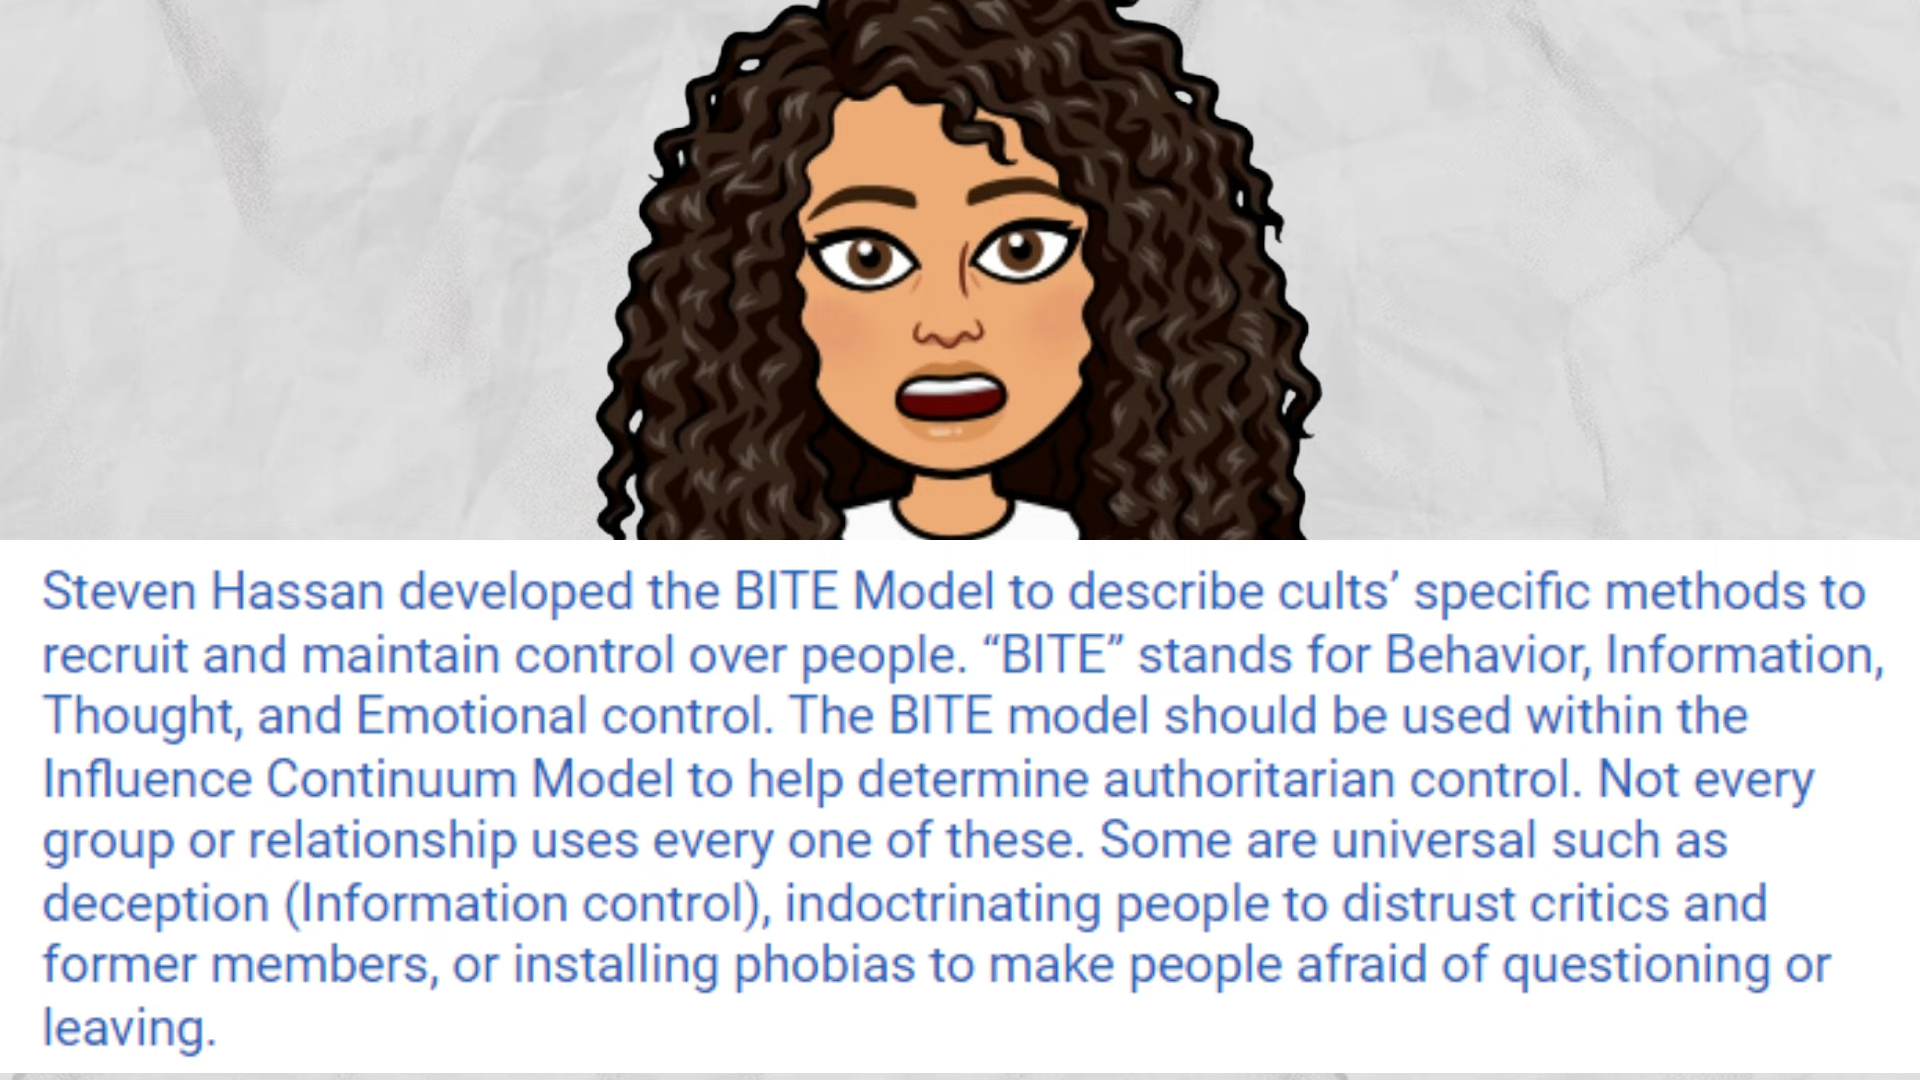 Steven Hassan developed the BITE Model to describe cults’ specific methods to
recruit and maintain control over people. “BITE” stands for Behavior, Information,
Thought, and Emotional control. The BITE model should be used within the
Influence Continuum Model to help determine authoritarian control. Not every
group or relationship uses every one of these. Some are universal such as
deception (Information control), indoctrinating people to distrust critics and
former members, or installing phobias to make people afraid of questioning or
leaving.